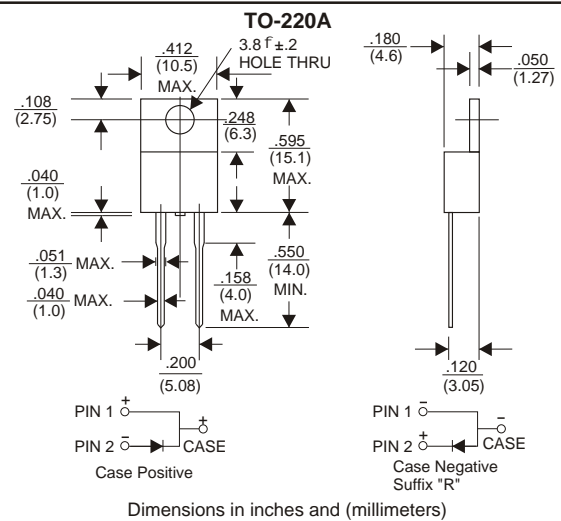 TO-220A
.412
(10.5)
MAX.
3.8 f ±.2
HOLE THRU
.180
(4.6)
.050
(1.27)
.108
(2.75)
.248
(6.3)
.595
(15.1)
MAX.
.040
(1.0)
MAX.
.051
(1.3)
MAX.
.040
(1.0)
MAX.
.158
(4.0)
MAX.
.550
(14.0)
MIN.
.200
(5.08)
.120
(3.05)
+
PIN 1
+
PIN 2 -
CASE
Case Positive
-
PIN 1
-
PIN 2 +
CASE
Case Negative
Suffix "R"
Dimensions in inches and (millimeters)